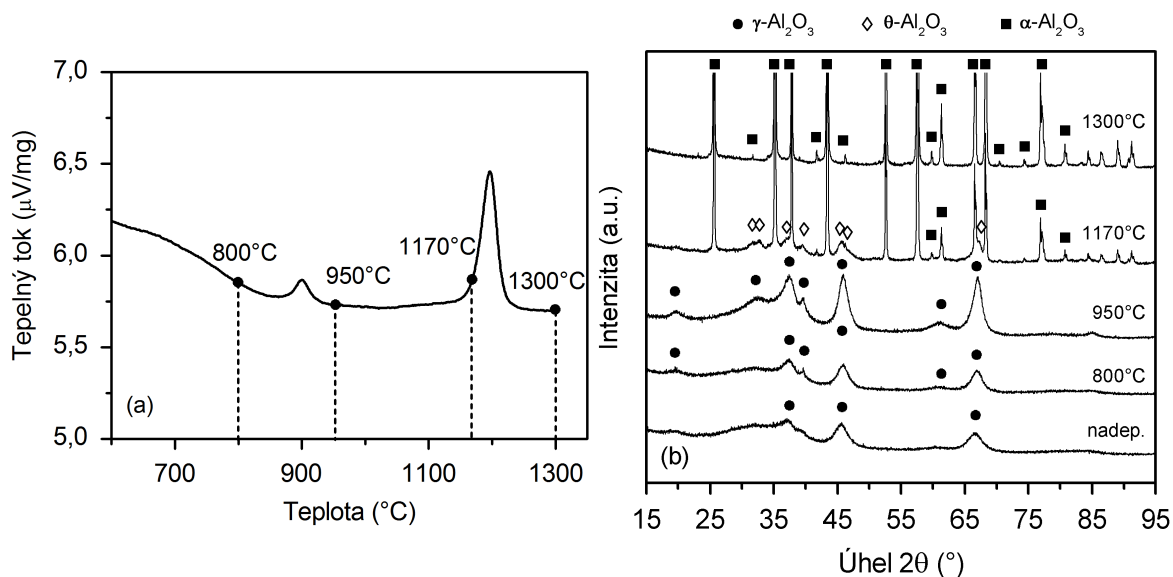 7,0
6,5
6,0
5,5
5,0
Tepelný tok (μV/mg)
800°C
950°C
1170°C
1300°C
(a)
700 900 1100 1300
Teplota (°C)
γ-Al₂O₃ θ-Al₂O₃ α-Al₂O₃
Intenzita (a.u.)
1300°C
1170°C
950°C
800°C
nadep.
(b)
15 25 35 45 55 65 75 85 95
Úhel 2θ (°)